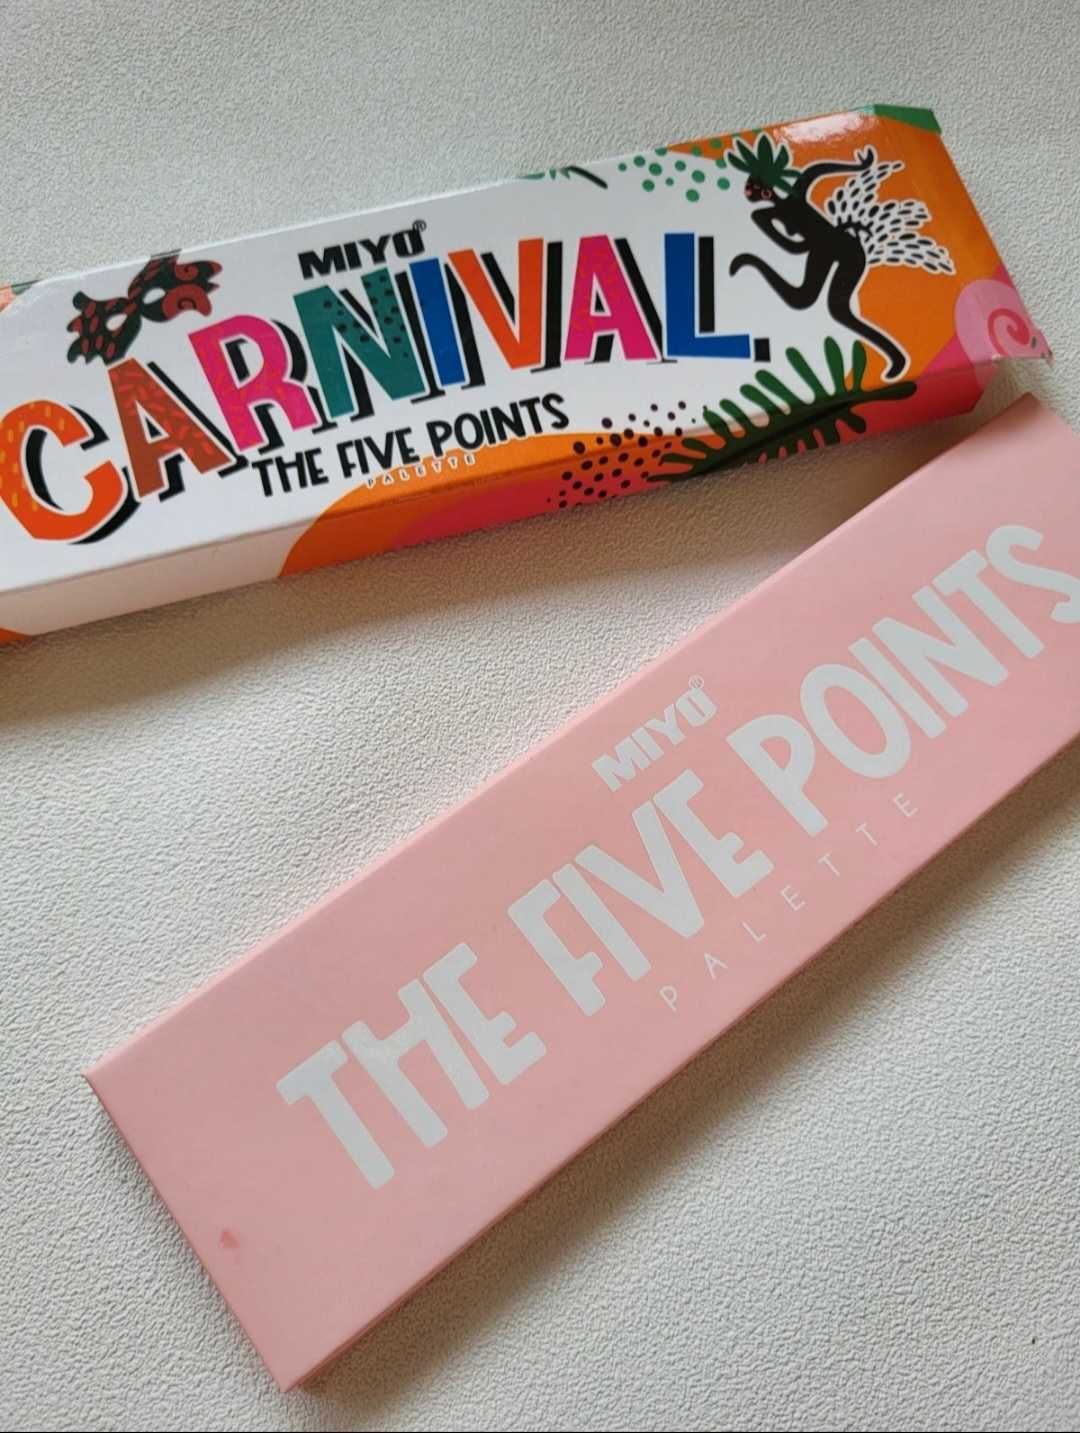 MIYO®
CARNIVAL.
THE FIVE POINTS
PALETTE
MIYO®
THE FIVE POINTS
PALETTE